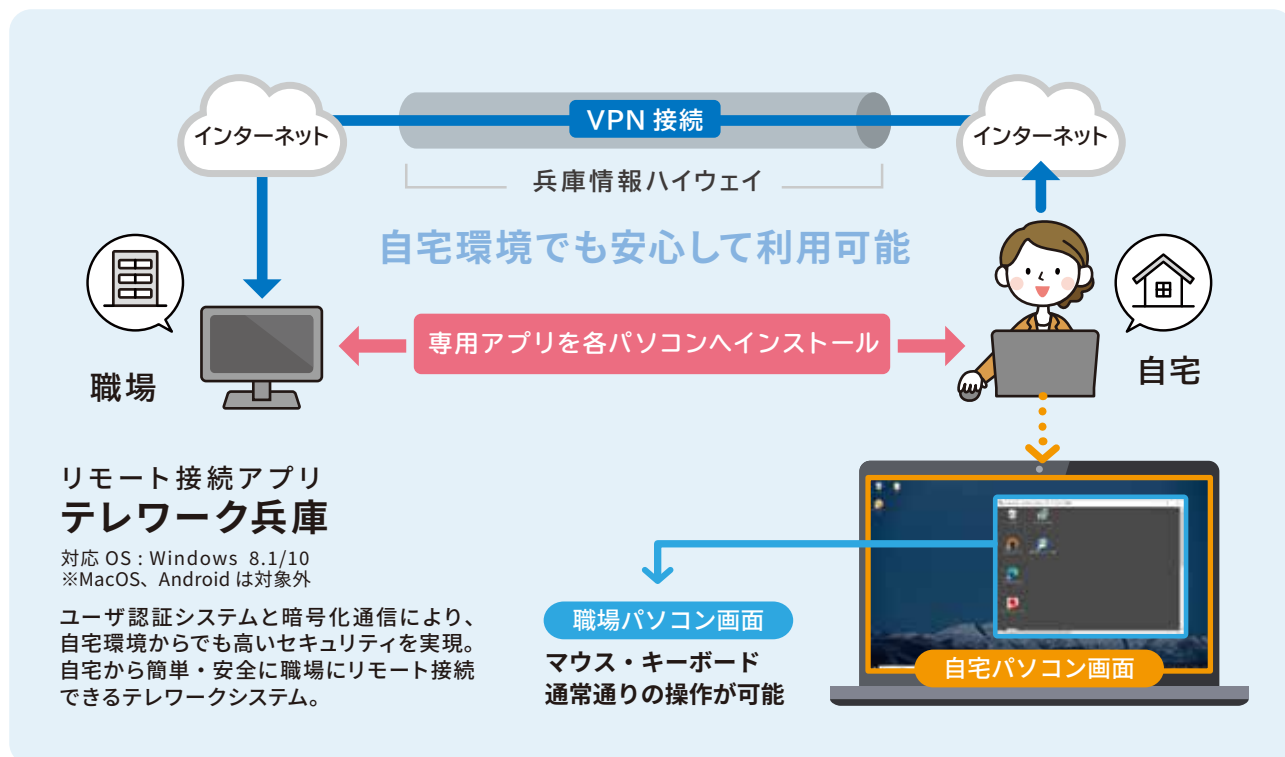 インターネット
VPN 接続
インターネット
兵庫情報ハイウェイ
自宅環境でも安心して利用可能
専用アプリを各パソコンへインストール
職場
自宅
リモート接続アプリ
テレワーク兵庫
対応 OS : Windows 8.1/10
※MacOS、Android は対象外
ユーザ認証システムと暗号化通信により、
自宅環境からでも高いセキュリティを実現。
自宅から簡単・安全に職場にリモート接続
できるテレワークシステム。
職場パソコン画面
マウス・キーボード
通常通りの操作が可能
自宅パソコン画面